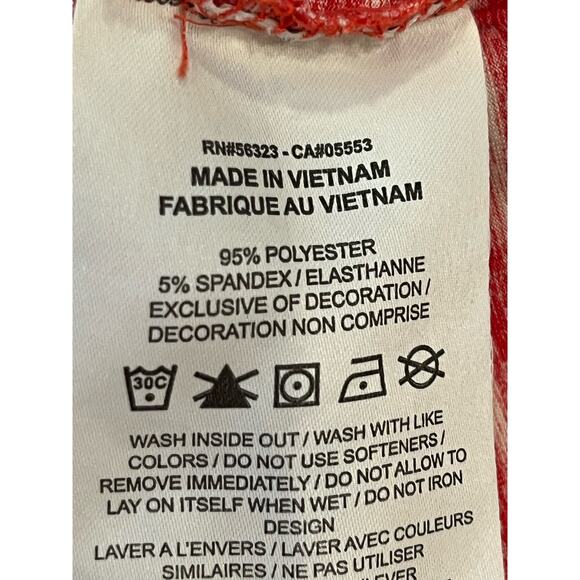 RN#56323 - CA#05553
MADE IN VIETNAM
FABRIQUE AU VIETNAM
95% POLYESTER
5% SPANDEX / ELASTHANNE
EXCLUSIVE OF DECORATION /
DECORATION NON COMPRISE
30C
WASH INSIDE OUT / WASH WITH LIKE
COLORS / DO NOT USE SOFTENERS /
REMOVE IMMEDIATELY / DO NOT ALLOW TO
LAY ON ITSELF WHEN WET / DO NOT IRON
DESIGN
LAVER A L'ENVERS / LAVER AVEC COULEURS
SIMILAIRES / NE PAS UTILISER